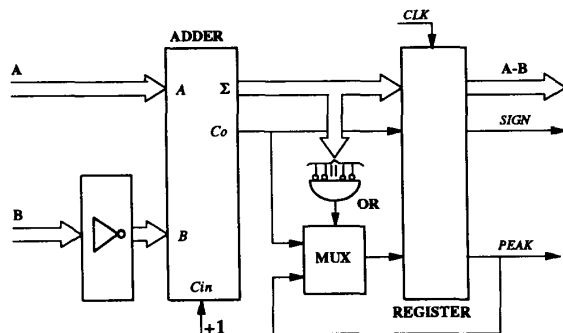 CLK
ADDER
A
A
Σ
A-B
Co
SIGN
OR
B
B
MUX
PEAK
Cin
+1
REGISTER